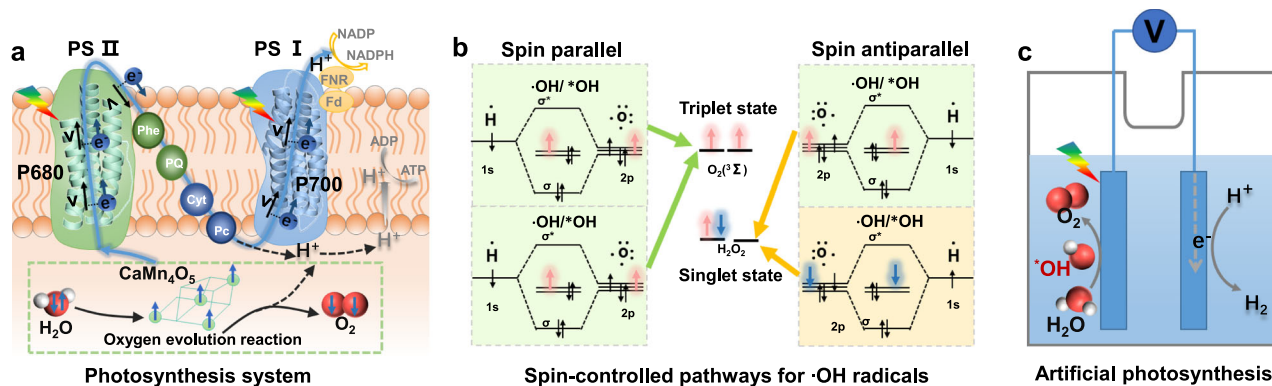 a
PS II
PS I
NADP
NADPH
H+
FNR
Fd
e-
Phe
PQ
Cyt
Pc
P680
P700
e-
e-
e-
e-
ADP
ATP
H+
H+
H+
CaMn4O5
H2O
O2
Oxygen evolution reaction
Photosynthesis system
b
Spin parallel
Spin antiparallel
·OH/ *OH
σ*
H
O
1s
2p
σ
·OH/*OH
σ*
H
O
1s
2p
σ
Triplet state
O2(3Σ)
H2O2
Singlet state
·OH/ *OH
σ*
O
H
2p
1s
σ
·OH/*OH
σ*
O
H
2p
1s
σ
Spin-controlled pathways for ·OH radicals
c
V
O2
*OH
H2O
e-
H+
H2
Artificial photosynthesis